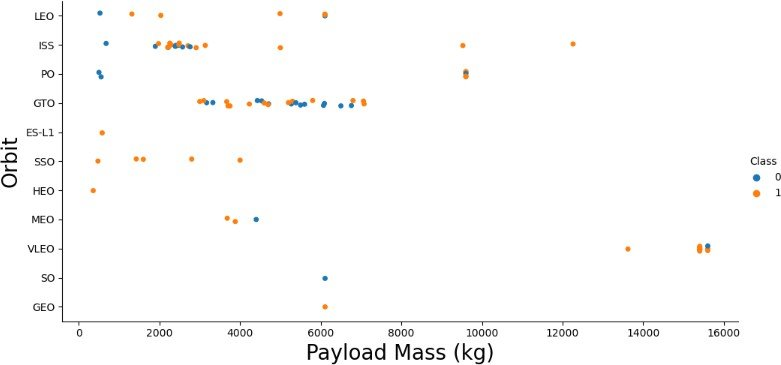 LEO
ISS
PO
GTO
ES-L1
SSO
HEO
MEO
VLEO
SO
GEO
Orbit
0 2000 4000 6000 8000 10000 12000 14000 16000
Payload Mass (kg)
Class
0
1